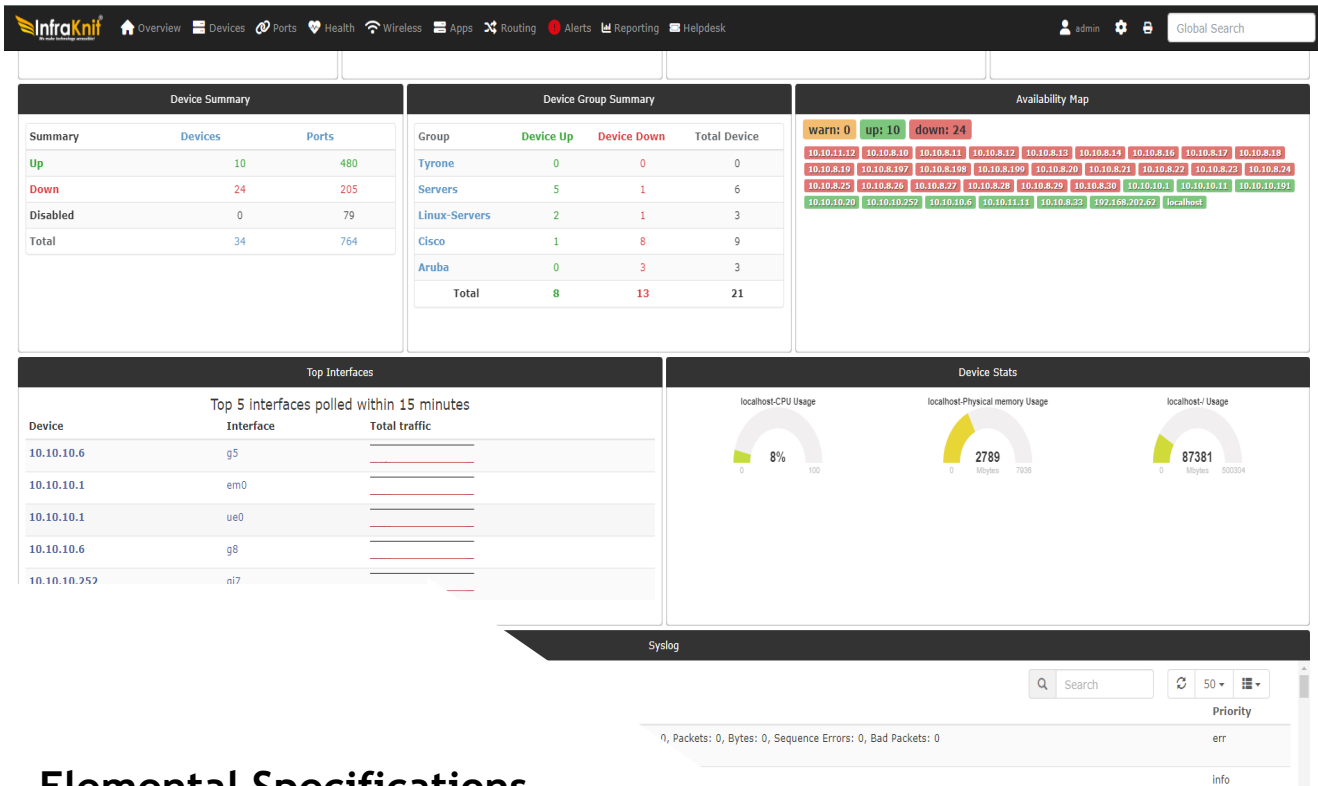 InfraKnit Overview Devices Ports Health Wireless Apps Routing Alerts Reporting Helpdesk admin Global Search
We make technology accessible!
Device Summary
Summary Devices Ports
Up 10 480
Down 24 205
Disabled 0 79
Total 34 764
Device Group Summary
Group Device Up Device Down Total Device
Tyrone 0 0 0
Servers 5 1 6
Linux-Servers 2 1 3
Cisco 1 8 9
Aruba 0 3 3
Total 8 13 21
Availability Map
warn: 0 up: 10 down: 24
10.10.11.12 10.10.8.10 10.10.8.11 10.10.8.12 10.10.8.13 10.10.8.14 10.10.8.16 10.10.8.17 10.10.8.18
10.10.8.19 10.10.8.197 10.10.8.198 10.10.8.199 10.10.8.20 10.10.8.21 10.10.8.22 10.10.8.23 10.10.8.24
10.10.8.25 10.10.8.26 10.10.8.27 10.10.8.28 10.10.8.29 10.10.8.30 10.10.10.1 10.10.10.11 10.10.10.191
10.10.10.20 10.10.10.252 10.10.10.6 10.10.11.11 10.10.8.33 192.168.202.62 localhost
Top Interfaces
Top 5 interfaces polled within 15 minutes
Device Interface Total traffic
10.10.10.6 g5
10.10.10.1 em0
10.10.10.1 ue0
10.10.10.6 g8
10.10.10.252 gi7
Device Stats
localhost-CPU Usage localhost-Physical memory Usage localhost-/ Usage
8% 2789 87381
0 100 0 Mbytes 7936 0 Mbytes 500304
Syslog
Search 50
Priority
0, Packets: 0, Bytes: 0, Sequence Errors: 0, Bad Packets: 0 err
info
Elemental Specifications